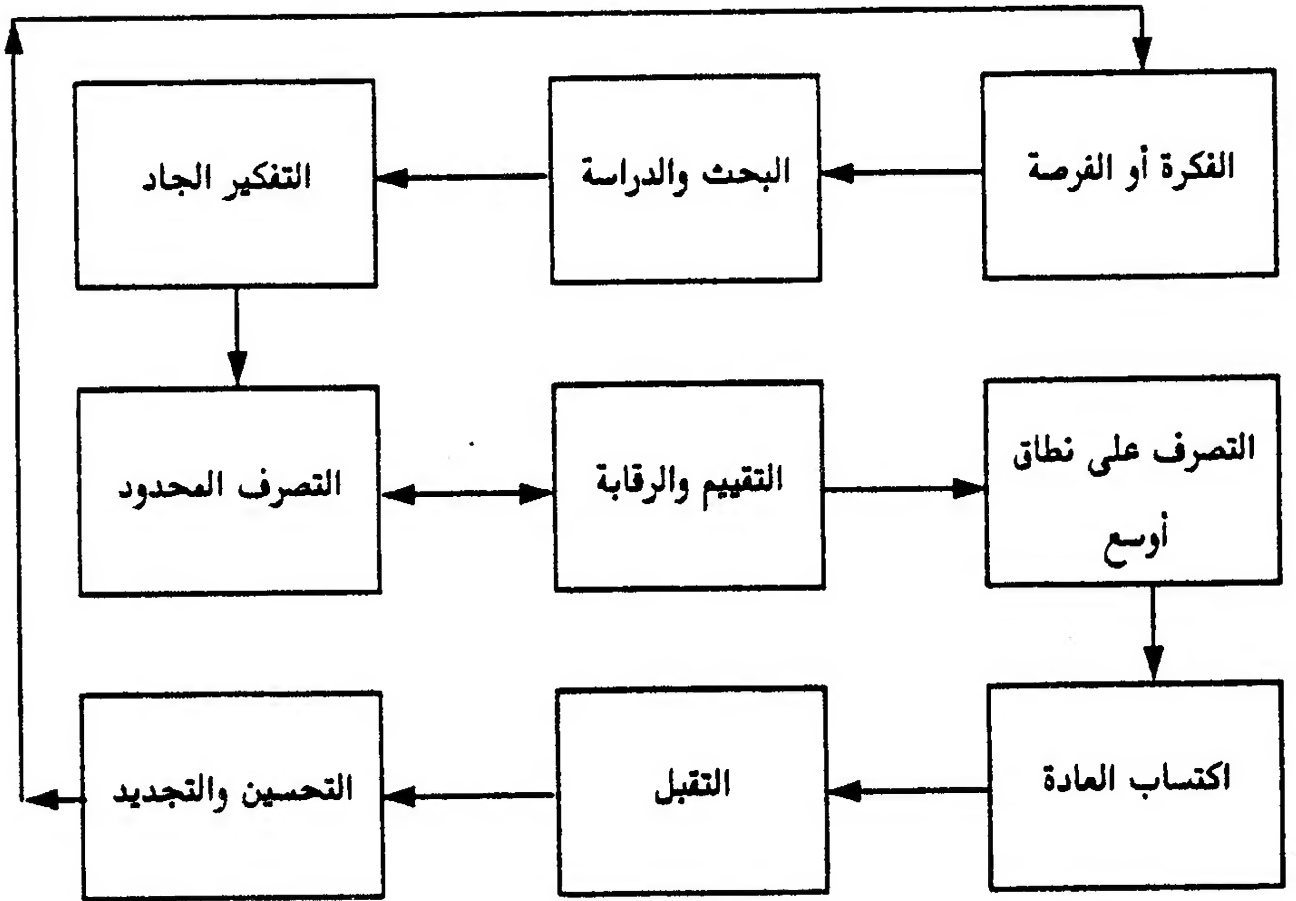 الفكرة أو الفرصة
البحث والدراسة
التفكير الجاد
التصرف المحدود
التقييم والرقابة
التصرف على نطاق
أوسع
اكتساب العادة
التقبل
التحسين والتجديد